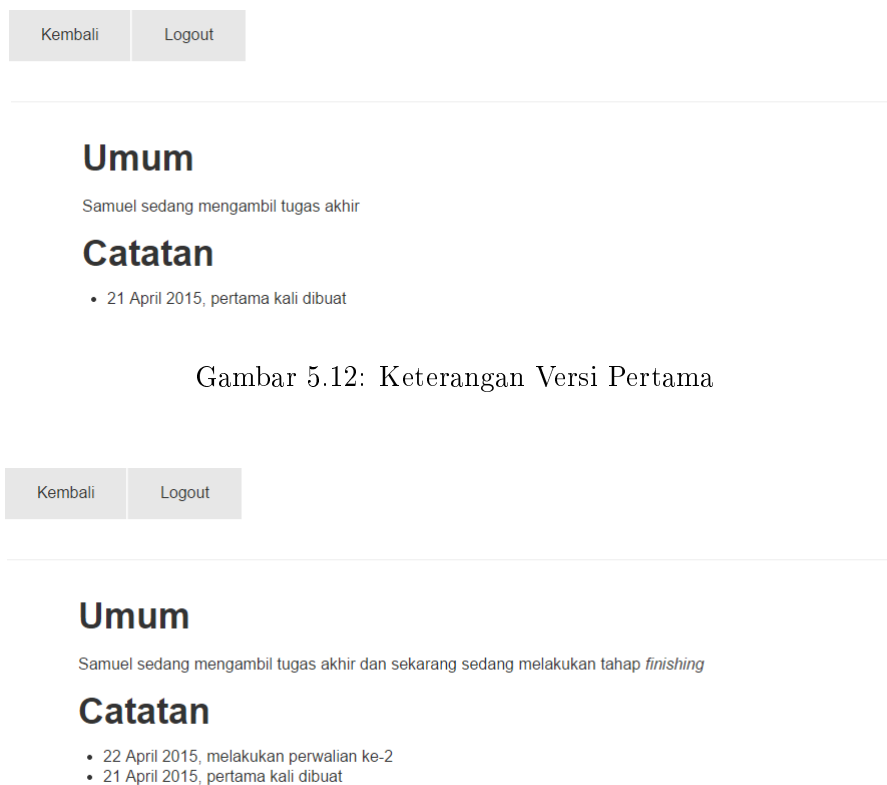 Kembali Logout
Umum
Samuel sedang mengambil tugas akhir
Catatan
• 21 April 2015, pertama kali dibuat
Gambar 5.12: Keterangan Versi Pertama
Kembali Logout
Umum
Samuel sedang mengambil tugas akhir dan sekarang sedang melakukan tahap finishing
Catatan
• 22 April 2015, melakukan perwalian ke-2
• 21 April 2015, pertama kali dibuat